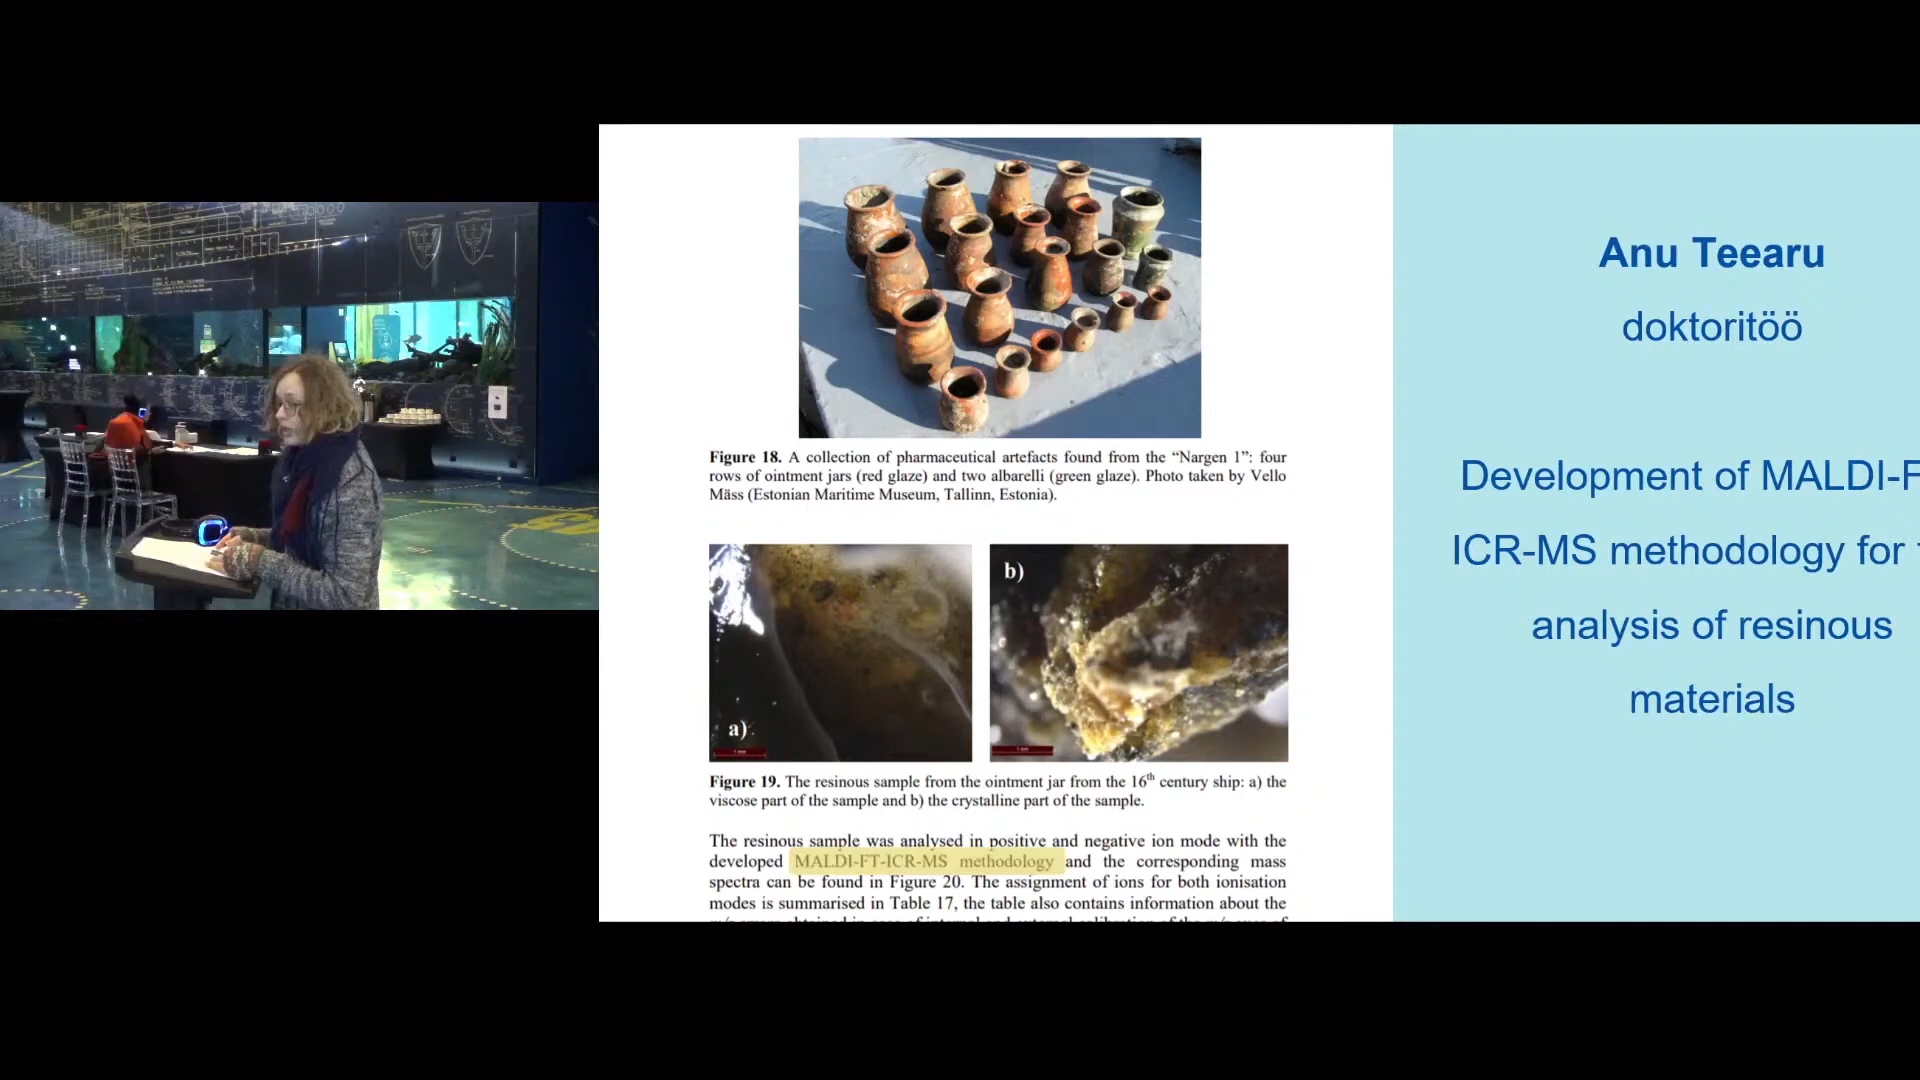 Figure 18. A collection of pharmaceutical artefacts found from the “Nargen 1”: four
rows of ointment jars (red glaze) and two albarelli (green glaze). Photo taken by Vello
Mäss (Estonian Maritime Museum, Tallinn, Estonia).
a)
b)
Figure 19. The resinous sample from the ointment jar from the 16th century ship: a) the
viscose part of the sample and b) the crystalline part of the sample.
The resinous sample was analysed in positive and negative ion mode with the
developed MALDI-FT-ICR-MS methodology and the corresponding mass
spectra can be found in Figure 20. The assignment of ions for both ionisation
modes is summarised in Table 17, the table also contains information about the
Anu Teearu
doktoritöö
Development of MALDI-F
ICR-MS methodology for
analysis of resinous
materials